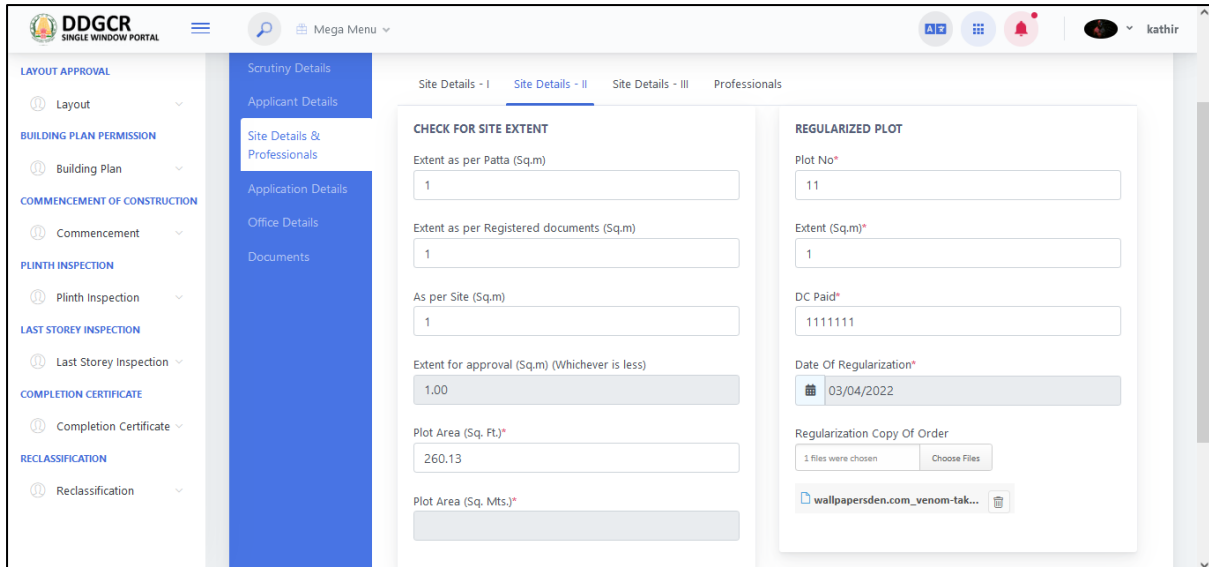 DDGCR
SINGLE WINDOW PORTAL
Mega Menu
kathir
LAYOUT APPROVAL
Layout
BUILDING PLAN PERMISSION
Building Plan
COMMENCEMENT OF CONSTRUCTION
Commencement
PLINTH INSPECTION
Plinth Inspection
LAST STOREY INSPECTION
Last Storey Inspection
COMPLETION CERTIFICATE
Completion Certificate
RECLASSIFICATION
Reclassification
Scrutiny Details
Applicant Details
Site Details &
Professionals
Application Details
Office Details
Documents
Site Details - I Site Details - II Site Details - III Professionals
CHECK FOR SITE EXTENT
Extent as per Patta (Sq.m)
1
Extent as per Registered documents (Sq.m)
1
As per Site (Sq.m)
1
Extent for approval (Sq.m) (Whichever is less)
1.00
Plot Area (Sq. Ft.)*
260.13
Plot Area (Sq. Mts.)*
REGULARIZED PLOT
Plot No*
11
Extent (Sq.m)*
1
DC Paid*
1111111
Date Of Regularization*
03/04/2022
Regularization Copy Of Order
1 files were chosen Choose Files
wallpapersden.com_venom-tak...